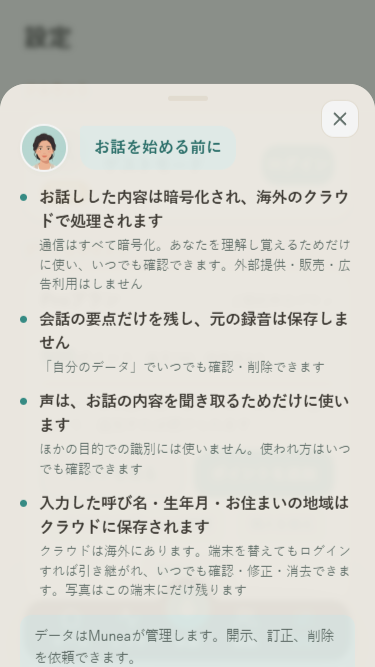 設定
お話を始める前に
お話しした内容は暗号化され、海外のクラウ
ドで処理されます
通信はすべて暗号化。あなたを理解し覚えるためだけ
に使い、いつでも確認できます。外部提供・販売・広
告利用はしません
会話の要点だけを残し、元の録音は保存しま
せん
「自分のデータ」でいつでも確認・削除できます
声は、お話の内容を聞き取るためだけに使い
ます
ほかの目的での識別には使いません。使われ方はいつ
でも確認できます
入力した呼び名・生年月・お住まいの地域は
クラウドに保存されます
クラウドは海外にあります。端末を替えてもログイン
すれば引き継がれ、いつでも確認・修正・消去できま
す。写真はこの端末にだけ残ります
データはMuneaが管理します。開示、訂正、削除
を依頼できます。